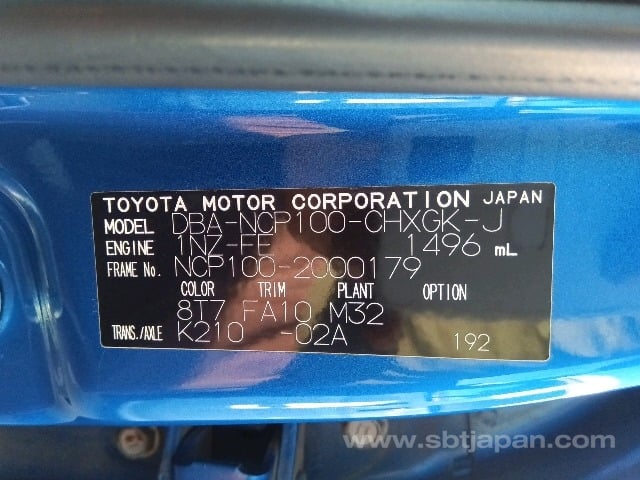 TOYOTA MOTOR CORPORATION JAPAN
MODEL DBA-NCP100-CHXGK-J
ENGINE 1NZ-FE 1496 mL
FRAME No. NCP100-2000179
COLOR TRIM PLANT OPTION
8T7 FA10 M32
TRANS./AXLE K210 -02A 192
www.sbtjapan.com